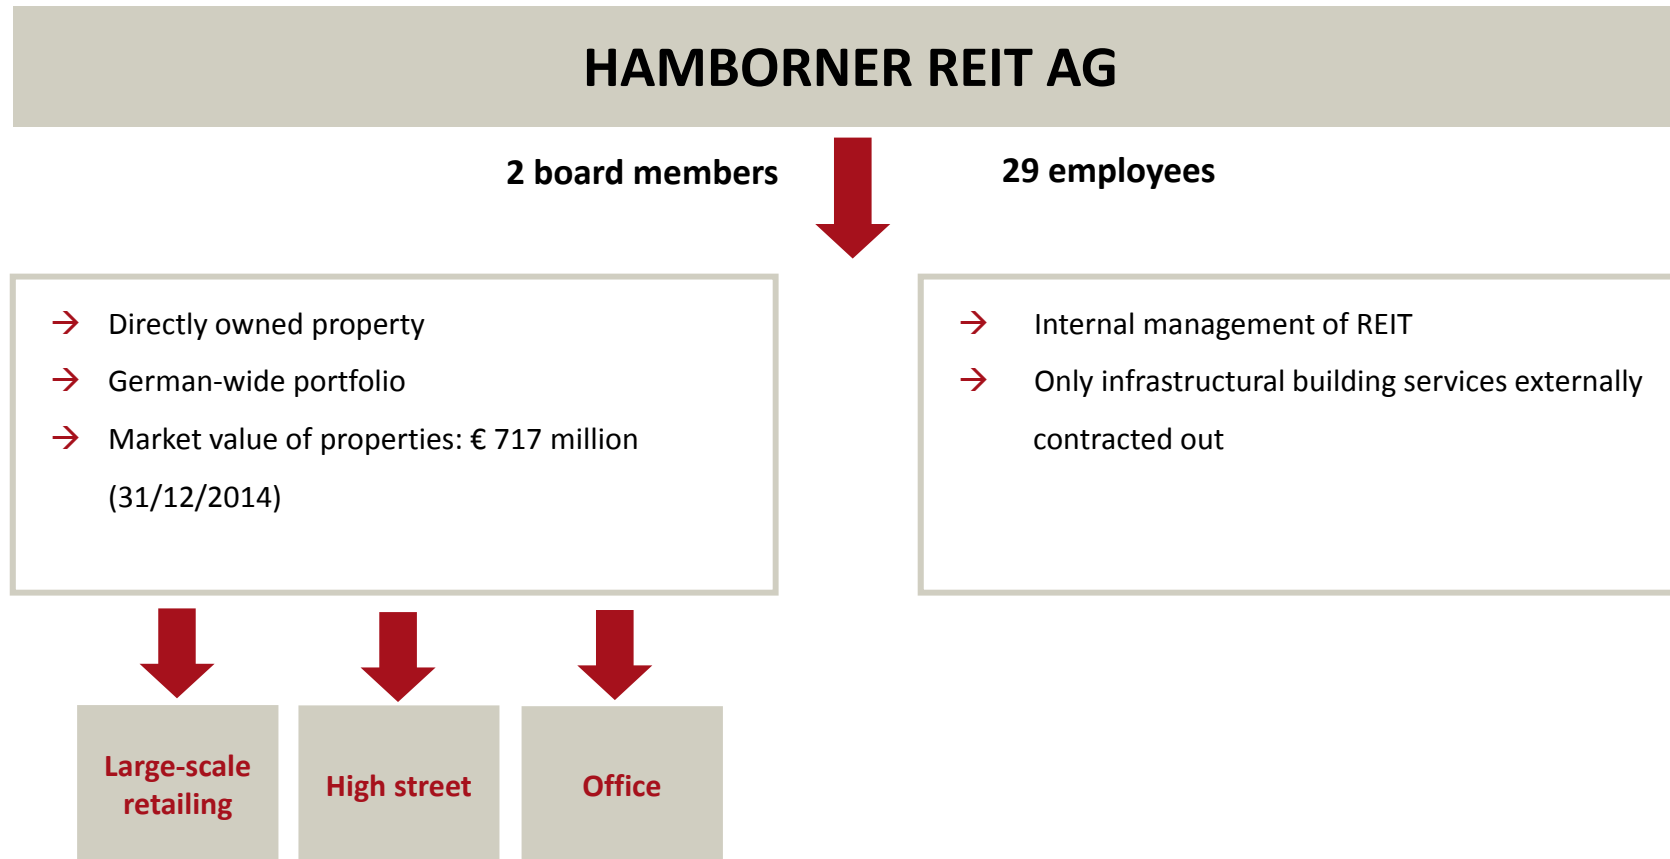 HAMBORNER REIT AG
2 board members
29 employees
→ Directly owned property
→ German-wide portfolio
→ Market value of properties: € 717 million
(31/12/2014)
→ Internal management of REIT
→ Only infrastructural building services externally
contracted out
Large-scale
retailing
High street
Office